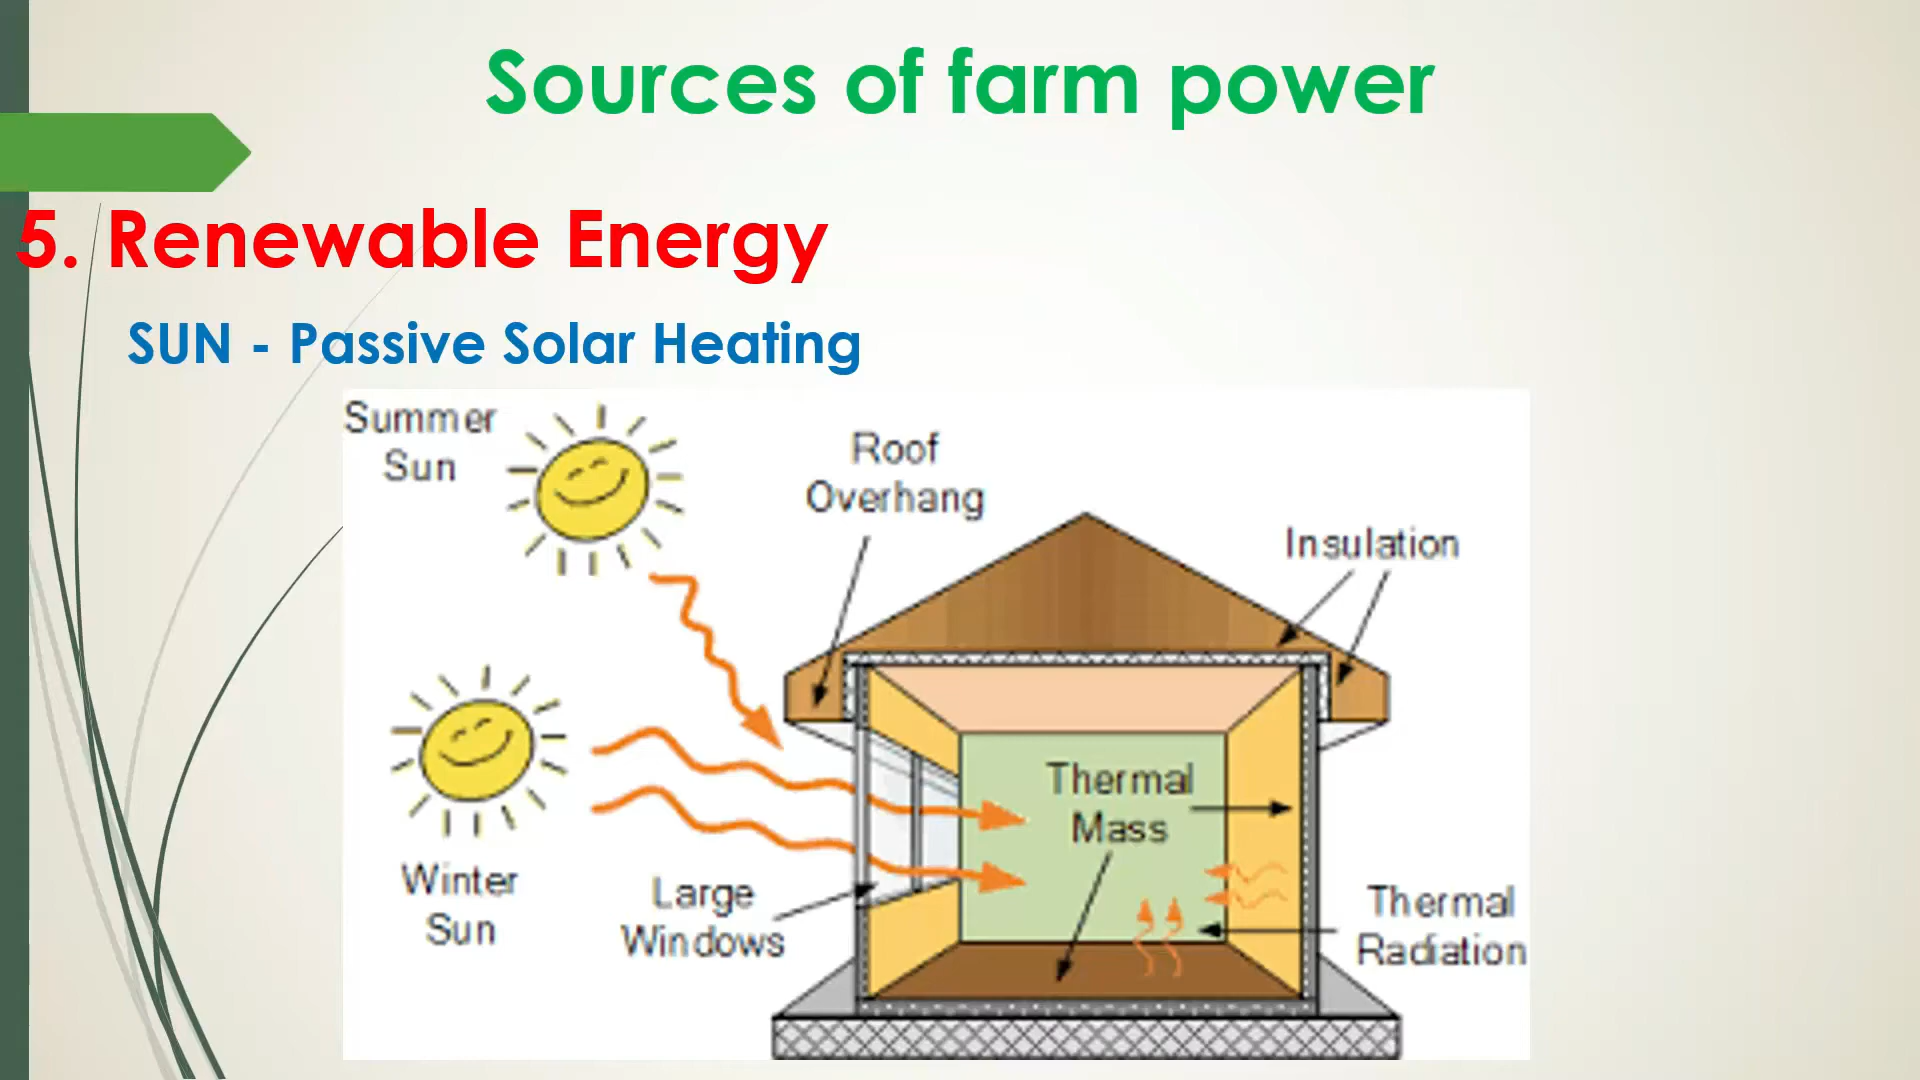 Sources of farm power
5. Renewable Energy
SUN - Passive Solar Heating
Summer
Sun
Roof
Overhang
Insulation
Thermal
Mass
Winter
Sun
Large
Windows
Thermal
Radiation